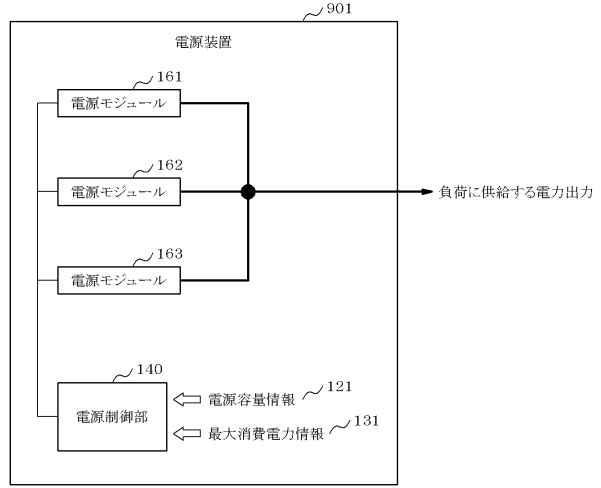 901
電源装置
161
電源モジュール
162
電源モジュール
負荷に供給する電力出力
163
電源モジュール
140
電源制御部
電源容量情報
121
最大消費電力情報
131